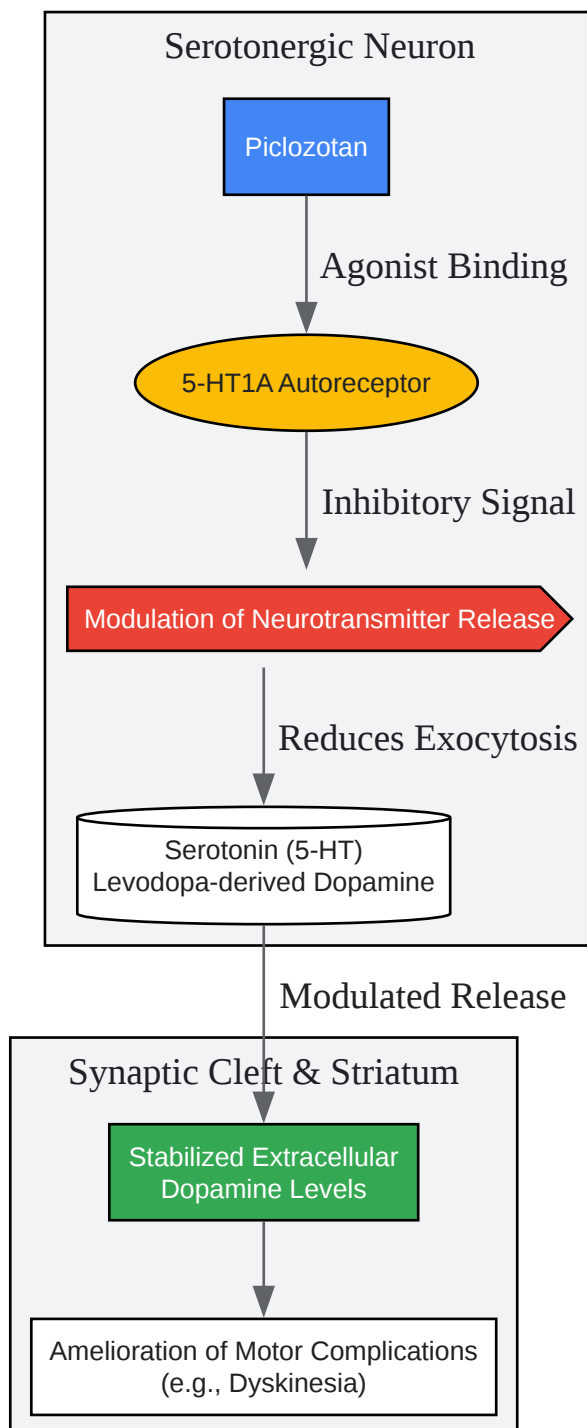 Serotonergic Neuron
Piclozotan
Agonist Binding
5-HT1A Autoreceptor
Inhibitory Signal
Modulation of Neurotransmitter Release
Reduces Exocytosis
Serotonin (5-HT)
Levodopa-derived Dopamine
Modulated Release
Synaptic Cleft & Striatum
Stabilized Extracellular
Dopamine Levels
Amelioration of Motor Complications
(e.g., Dyskinesia)